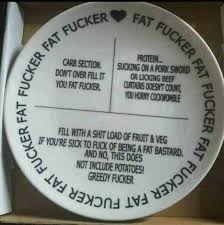 FAT FUCKER FAT FUCKER FAT FUCKER ❤ FAT FUCKER FAT FUCKER FAT FUCKER FAT FUCKER FAT FUCKER
CARB SECTION.
DON'T OVER FILL IT
YOU FAT FUCKER.
PROTEIN...
SUCKING ON A PORK SWORD
OR LICKING BEEF
CURTAINS DOESN'T COUNT,
YOU HORNY COCKWOMBLE
FILL WITH A SHIT LOAD OF FRUIT & VEG
IF YOU'RE SICK TO FUCK OF BEING A FAT BASTARD.
AND NO, THIS DOES
NOT INCLUDE POTATOES!
GREEDY FUCKER